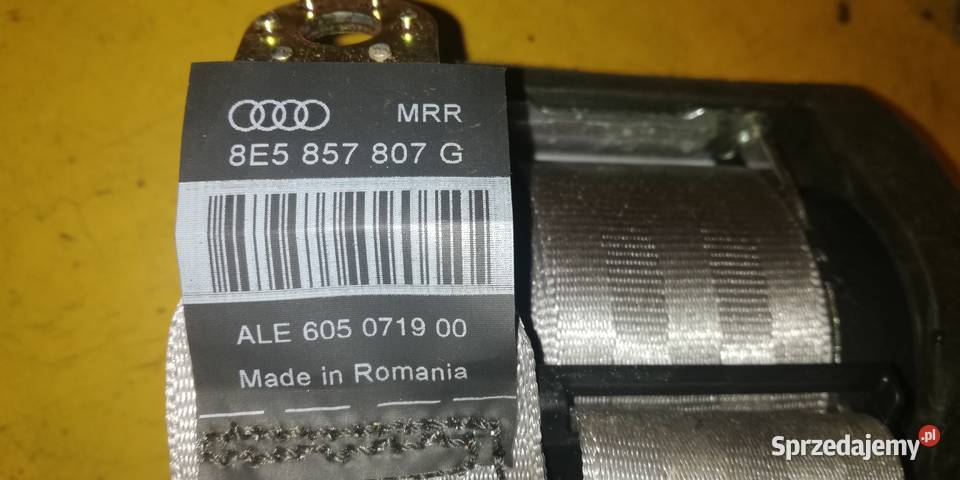 MRR
8E5 857 807 G
ALE 605 0719 00
Made in Romania
Sprzedajemy.pl